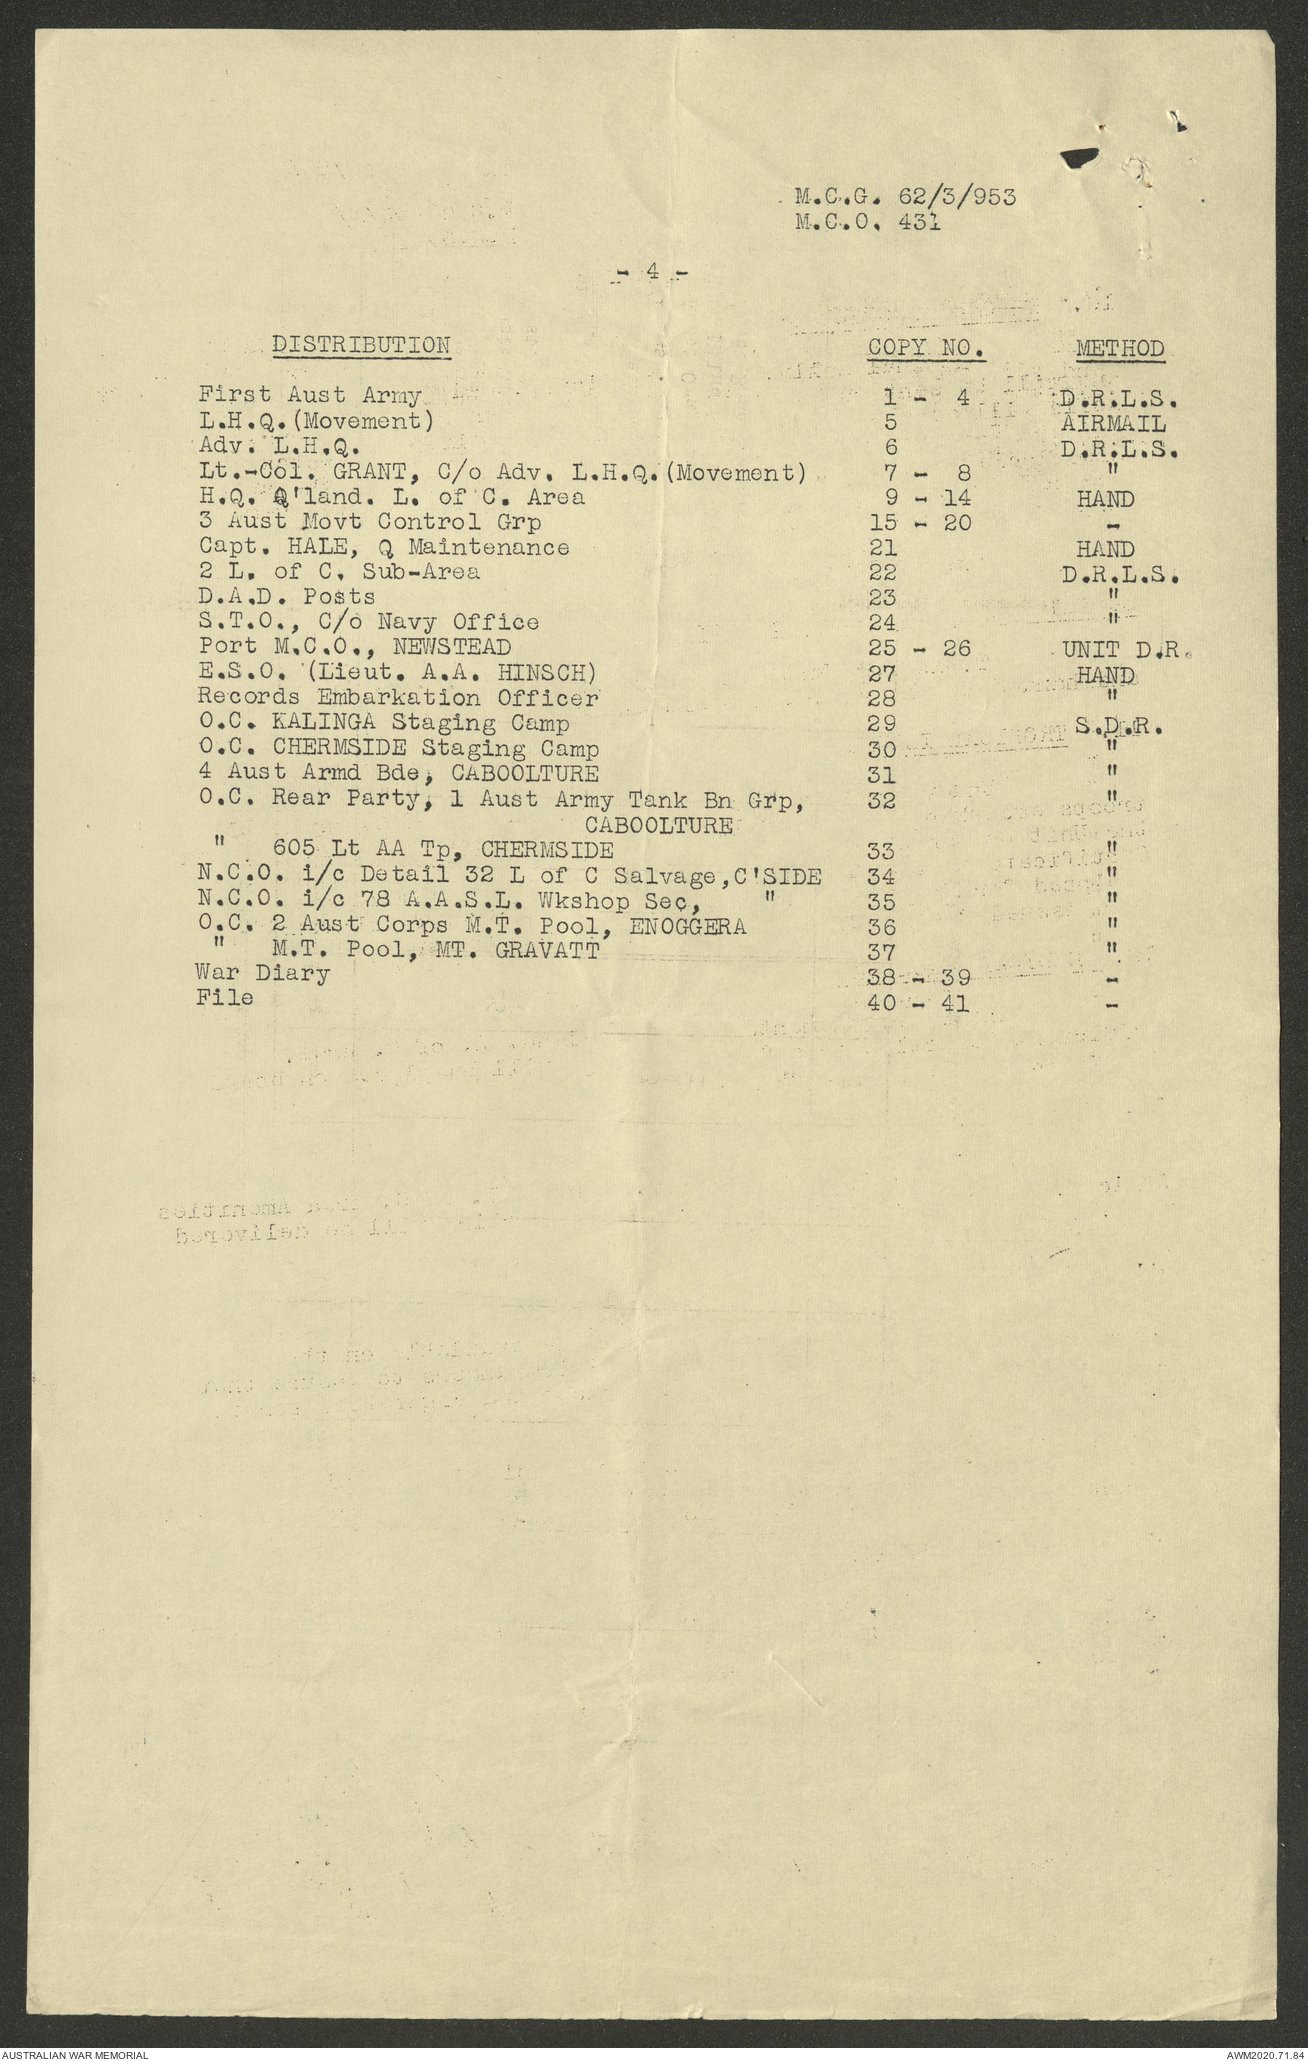 M.C.G. 62/3/953
M.C.O. 431
- 4 -
DISTRIBUTION COPY NO. METHOD
First Aust Army 1 - 4 D.R.L.S.
L.H.Q.(Movement) 5 AIRMAIL
Adv. L.H.Q. 6 D.R.L.S.
Lt.-Col. GRANT, C/o Adv. L.H.Q.(Movement) 7 - 8 "
H.Q. Q'land. L. of C. Area 9 - 14 HAND
3 Aust Movt Control Grp 15 - 20 -
Capt. HALE, Q Maintenance 21 HAND
2 L. of C. Sub-Area 22 D.R.L.S.
D.A.D. Posts 23 "
S.T.O., C/o Navy Office 24 "
Port M.C.O., NEWSTEAD 25 - 26 UNIT D.R.
E.S.O. (Lieut. A.A. HINSCH) 27 HAND
Records Embarkation Officer 28 "
O.C. KALINGA Staging Camp 29 S.D.R.
O.C. CHERMSIDE Staging Camp 30 "
4 Aust Armd Bde, CABOOLTURE 31 "
O.C. Rear Party, 1 Aust Army Tank Bn Grp, 32 "
CABOOLTURE
" 605 Lt AA Tp, CHERMSIDE 33 "
N.C.O. i/c Detail 32 L of C Salvage,C'SIDE 34 "
N.C.O. i/c 78 A.A.S.L. Wkshop Sec, " 35 "
O.C. 2 Aust Corps M.T. Pool, ENOGGERA 36 "
" M.T. Pool, MT. GRAVATT 37 "
War Diary 38 - 39 -
File 40 - 41 -
AUSTRALIAN WAR MEMORIAL AWM2020.71.84